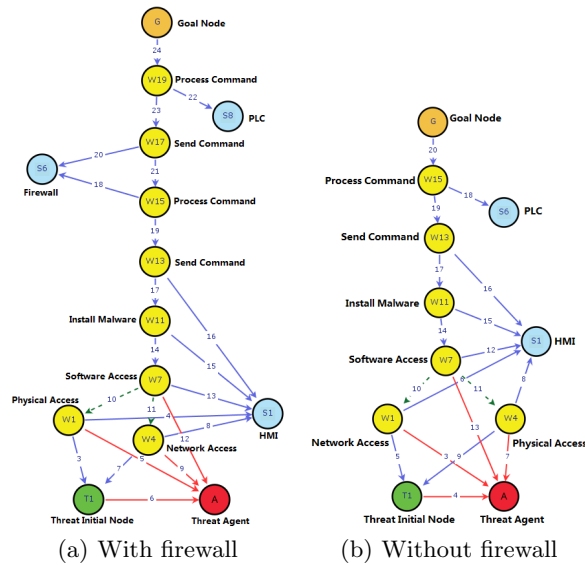 G
Goal Node
24
W19
Process Command
23
22
S8
PLC
W17
Send Command
20
21
S6
Firewall
18
W15
Process Command
19
W13
Send Command
17
16
Install Malware
W11
14
15
Software Access
W7
10
11
13
Physical Access
W1
4
S1
HMI
W4
8
12
Network Access
3
7
5
9
T1
6
A
Threat Initial Node
Threat Agent
(a) With firewall
G
Goal Node
20
Process Command
W15
18
19
S6
PLC
Send Command
W13
17
16
Install Malware
W11
15
14
S1
HMI
12
Software Access
W7
10
11
8
W1
W4
Network Access
13
Physical Access
5
3
9
7
T1
4
A
Threat Initial Node
Threat Agent
(b) Without firewall